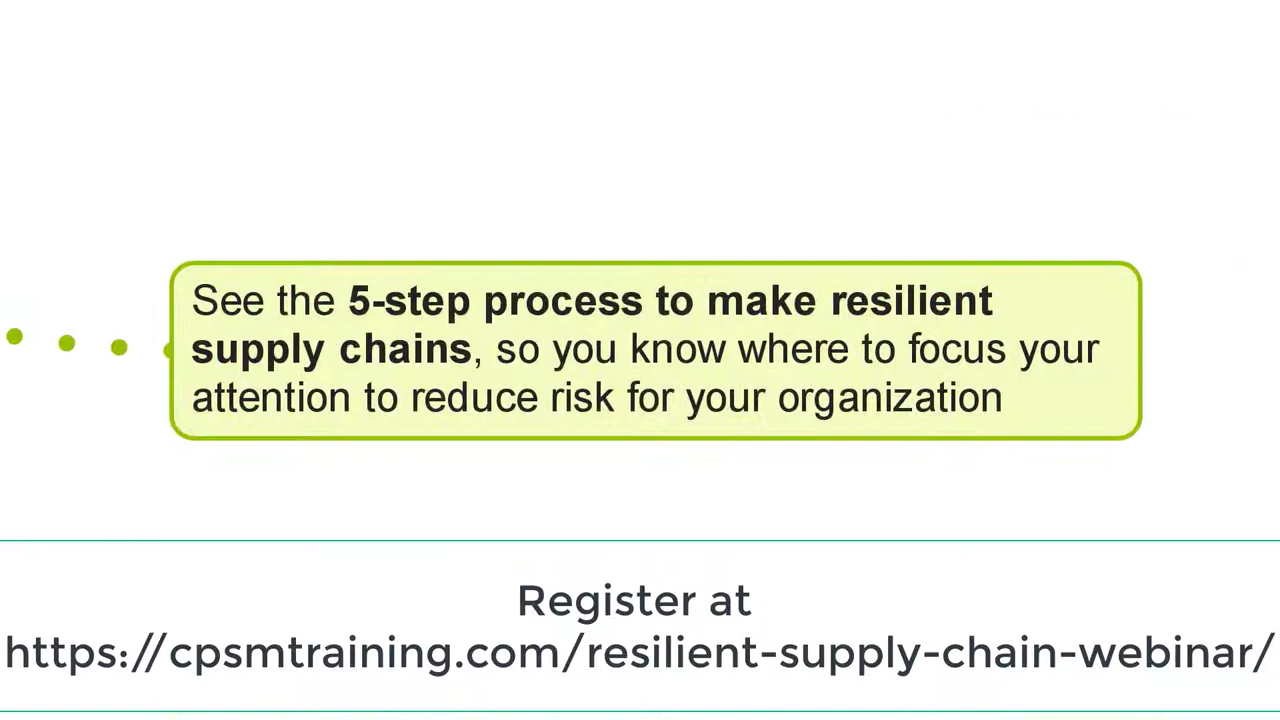 See the 5-step process to make resilient
supply chains, so you know where to focus your
attention to reduce risk for your organization
Register at
https://cpsmtraining.com/resilient-supply-chain-webinar/